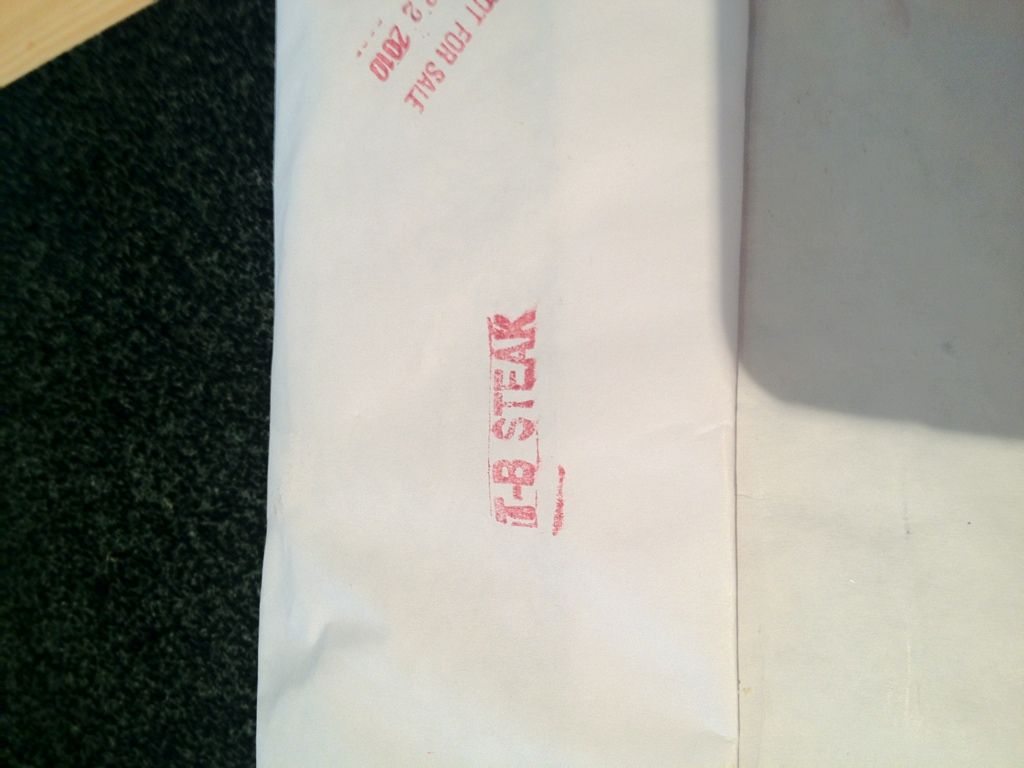 FOR SALE
2 2010
T-B STEAK